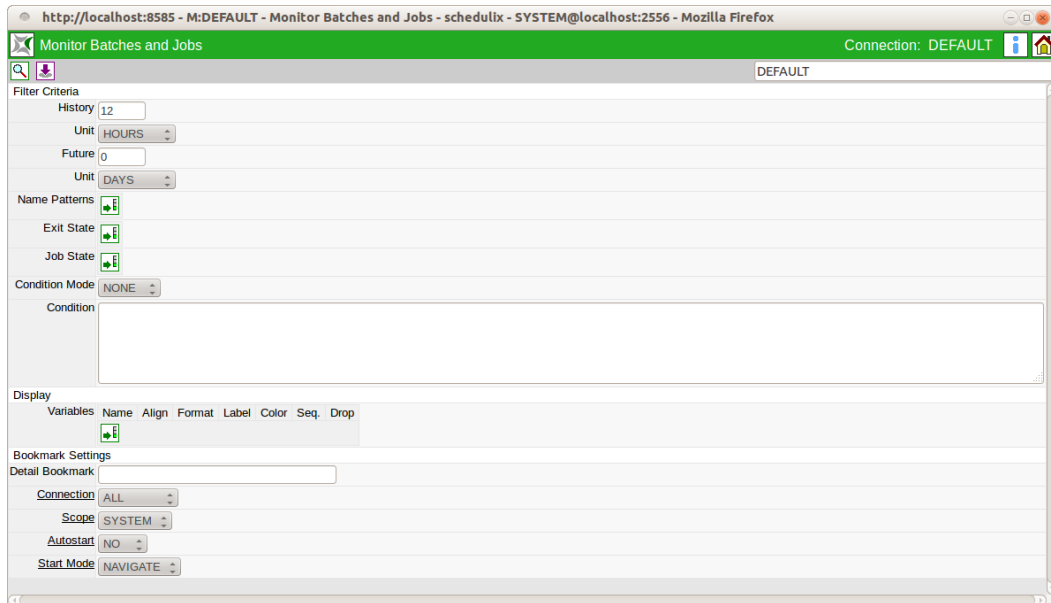 http://localhost:8585 - M:DEFAULT - Monitor Batches and Jobs - schedulix - SYSTEM@localhost:2556 - Mozilla Firefox
Monitor Batches and Jobs Connection: DEFAULT
DEFAULT
Filter Criteria
History 12
Unit HOURS
Future 0
Unit DAYS
Name Patterns
Exit State
Job State
Condition Mode NONE
Condition
Display
Variables Name Align Format Label Color Seq. Drop
Bookmark Settings
Detail Bookmark
Connection ALL
Scope SYSTEM
Autostart NO
Start Mode NAVIGATE